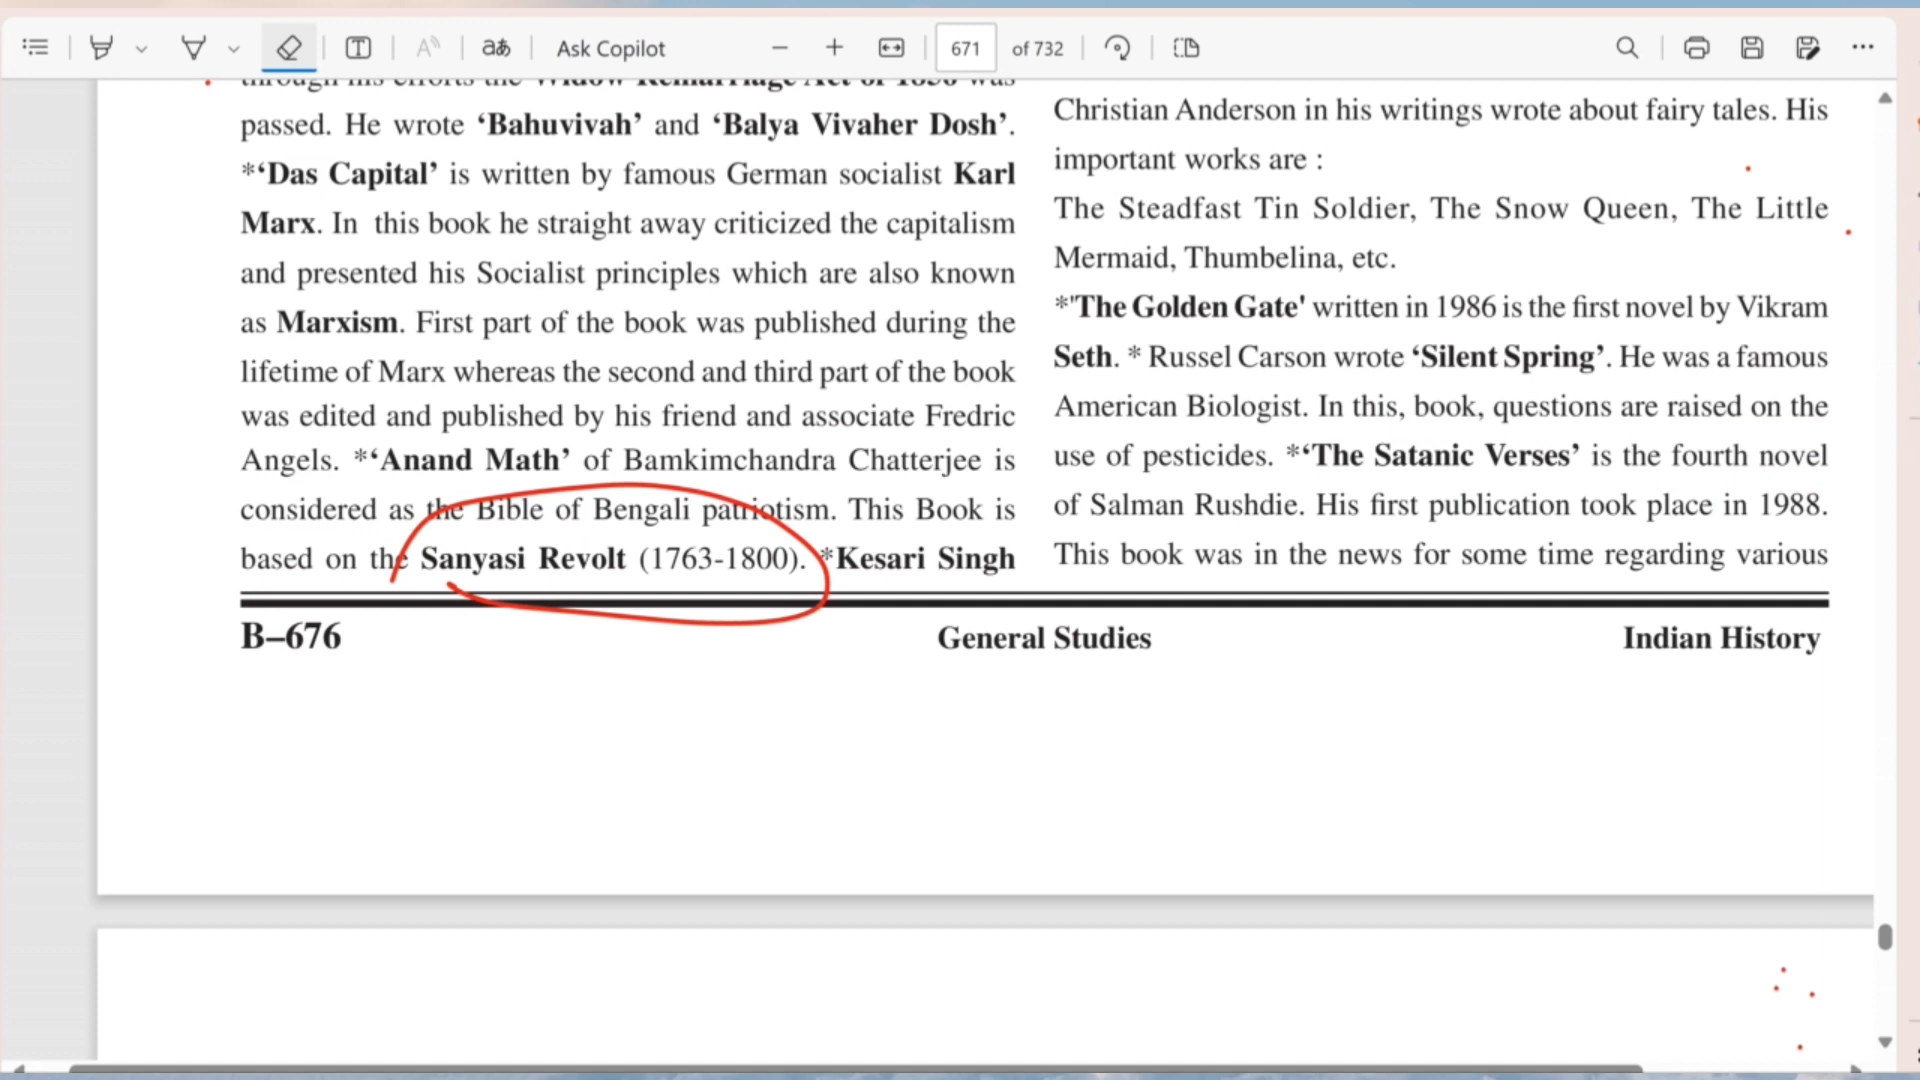 Ask Copilot
671 of 732
through his efforts the Widow Remarriage Act of 1856 was
passed. He wrote ‘Bahuvivah’ and ‘Balya Vivaher Dosh’.
*‘Das Capital’ is written by famous German socialist Karl
Marx. In this book he straight away criticized the capitalism
and presented his Socialist principles which are also known
as Marxism. First part of the book was published during the
lifetime of Marx whereas the second and third part of the book
was edited and published by his friend and associate Fredric
Angels. *‘Anand Math’ of Bamkimchandra Chatterjee is
considered as the Bible of Bengali patriotism. This Book is
based on the Sanyasi Revolt (1763-1800). *Kesari Singh
Christian Anderson in his writings wrote about fairy tales. His
important works are :
The Steadfast Tin Soldier, The Snow Queen, The Little
Mermaid, Thumbelina, etc.
*'The Golden Gate' written in 1986 is the first novel by Vikram
Seth. * Russel Carson wrote ‘Silent Spring’. He was a famous
American Biologist. In this, book, questions are raised on the
use of pesticides. *‘The Satanic Verses’ is the fourth novel
of Salman Rushdie. His first publication took place in 1988.
This book was in the news for some time regarding various
B–676 General Studies Indian History